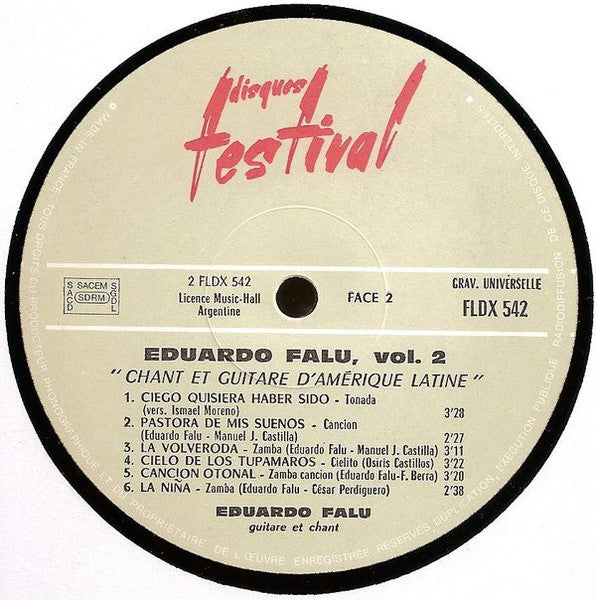 disques
festival
SACD
SACEM
SDRM
SGDL
2 FLDX 542
Licence Music-Hall
Argentine
FACE 2
GRAV. UNIVERSELLE
FLDX 542
EDUARDO FALU, vol. 2
" CHANT ET GUITARE D'AMÉRIQUE LATINE "
1. CIEGO QUISIERA HABER SIDO - Tonada
(vers. Ismael Moreno) 3'28
2. PASTORA DE MIS SUENOS - Cancion
(Eduardo Falu - Manuel J. Castilla) 2'27
3. LA VOLVERODA - Zamba (Eduardo Falu - Manuel J. Castilla) 3'11
4. CIELO DE LOS TUPAMAROS - Cielito (Osiris Castillos) 3'22
5. CANCION OTONAL - Zamba cancion (Eduardo Falu-F. Berra) 3'20
6. LA NIÑA - Zamba (Eduardo Falu - César Perdiguero) 2'38
EDUARDO FALU
guitare et chant
MADE IN FRANCE. TOUS DROITS DU PRODUCTEUR PHONOGRAPHIQUE ET DU PROPRIETAIRE DE L'ŒUVRE ENREGISTRÉE RESERVÉS DUPLICATION, EXECUTION PUBLIQUE RADIODIFFUSION DE CE DISQUE INTERDITES